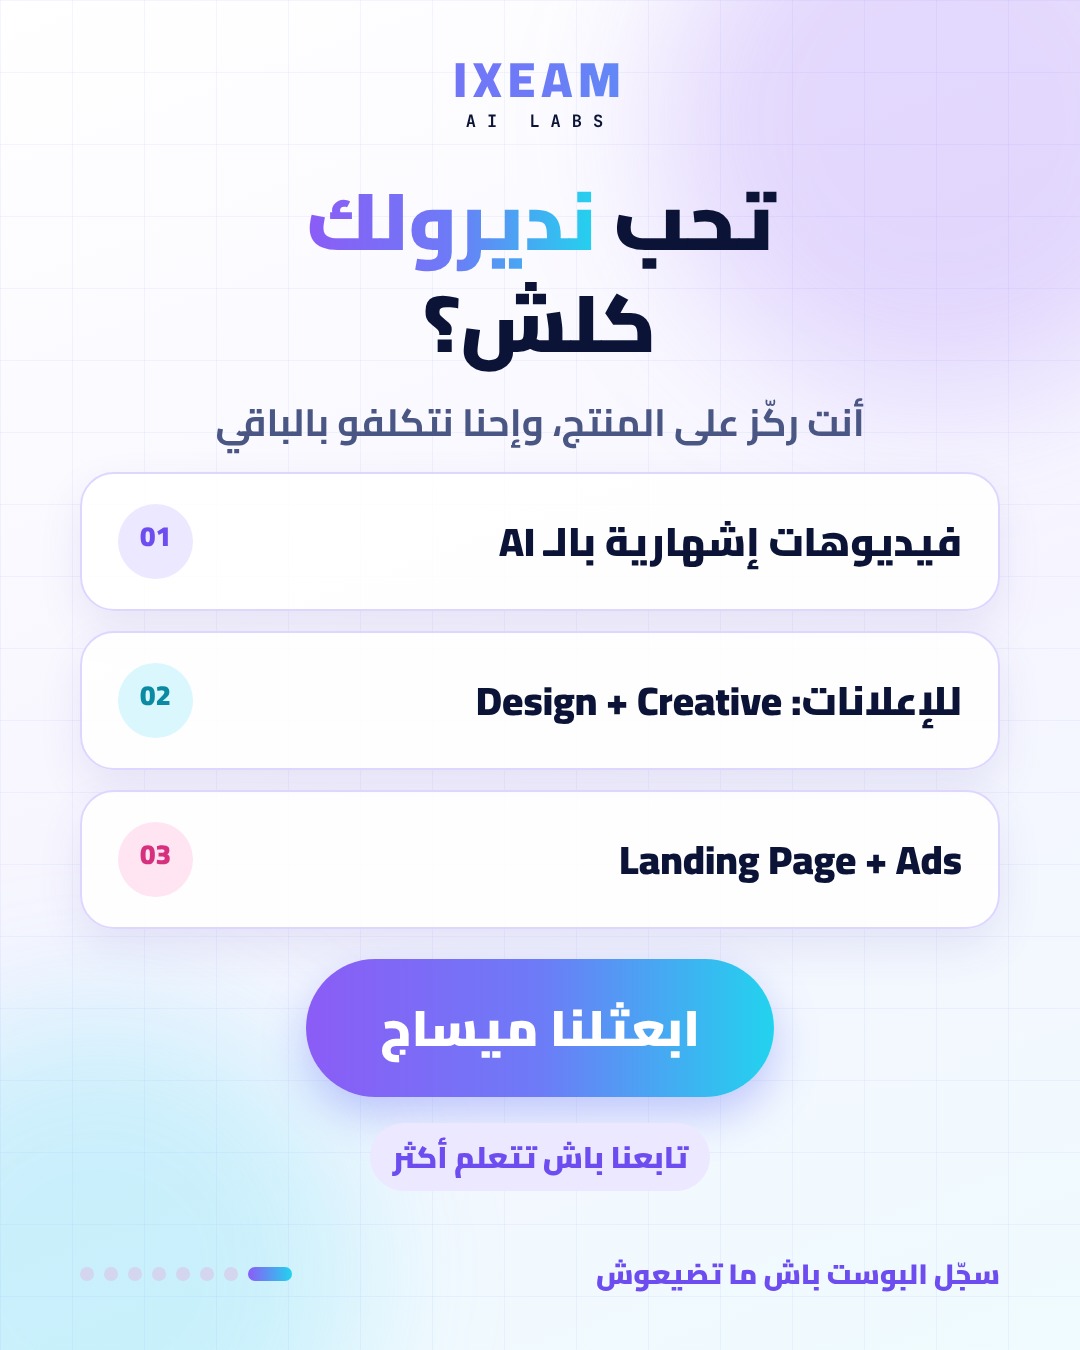 IXEAM
AI LABS
تحب نديرولك
كلش؟
أنت ركّز على المنتج، وإحنا نتكلفو بالباقي
فيديوهات إشهارية بالـ AI
01
للإعلانات: Design + Creative
02
Landing Page + Ads
03
ابعثلنا ميساج
تابعنا باش تتعلم أكثر
سجّل البوست باش ما تضيعوش